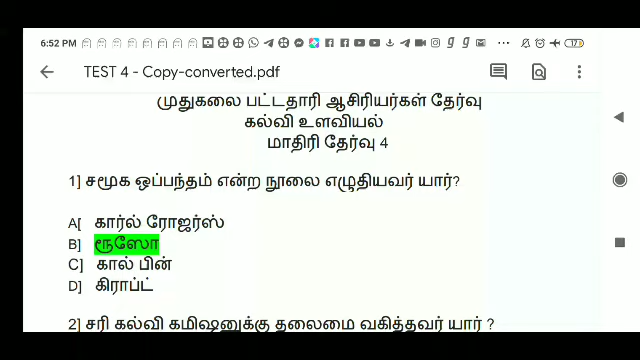 6:52 PM
17
TEST 4 - Copy-converted.pdf
முதுகலை பட்டதாரி ஆசிரியர்கள் தேர்வு
கல்வி உளவியல்
மாதிரி தேர்வு 4
1] சமூக ஒப்பந்தம் என்ற நூலை எழுதியவர் யார்?
A[ கார்ல் ரோஜர்ஸ்
B] ரூஸோ
C] கால் பின்
D] கிராப்ட்
2] சரி கல்வி கமிஷனுக்கு தலைமை வகித்தவர் யார் ?